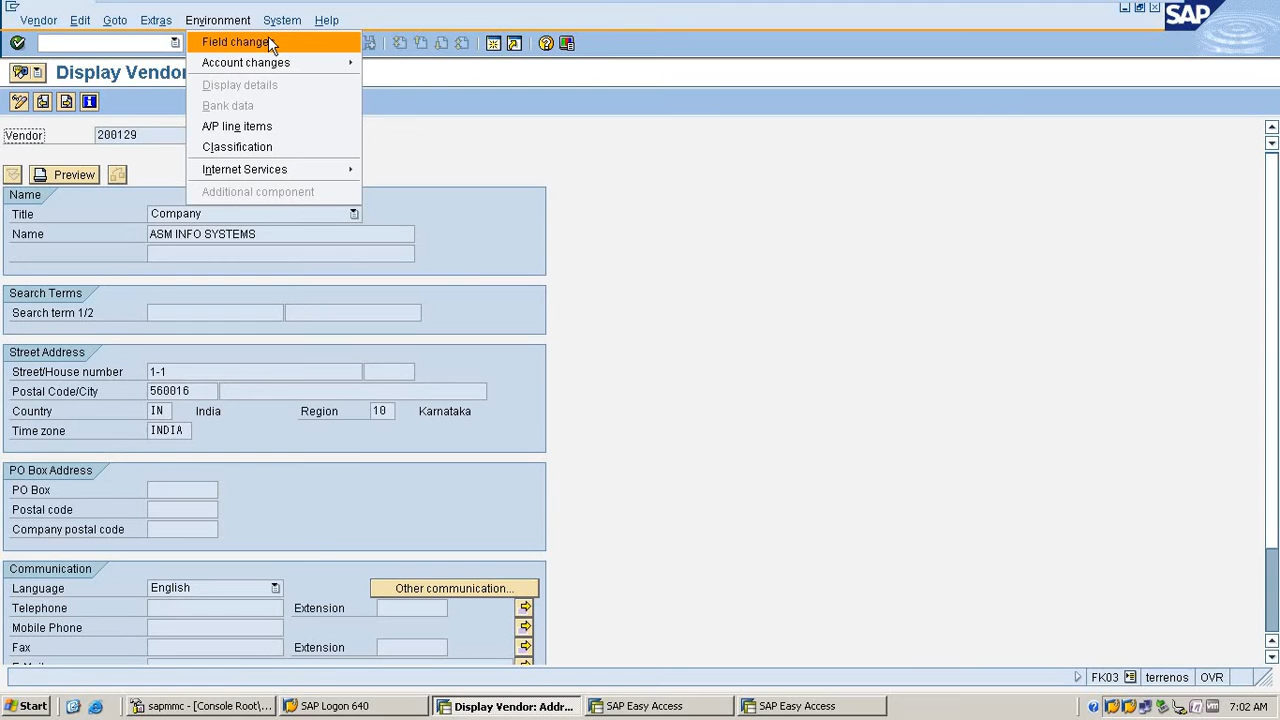 Vendor Edit Goto Extras Environment System Help
SAP
Field changes
Account changes
Display details
Bank data
A/P line items
Classification
Internet Services
Additional component
Display Vendor
Vendor 200129
Preview
Name
Title Company
Name ASM INFO SYSTEMS
Search Terms
Search term 1/2
Street Address
Street/House number 1-1
Postal Code/City 560016
Country IN India Region 10 Karnataka
Time zone INDIA
PO Box Address
PO Box
Postal code
Company postal code
Communication
Language English Other communication...
Telephone Extension
Mobile Phone
Fax Extension
FK03 terrenos OVR
Start sapmmc - [Console Root\... SAP Logon 640 Display Vendor: Addr... SAP Easy Access SAP Easy Access 7:02 AM